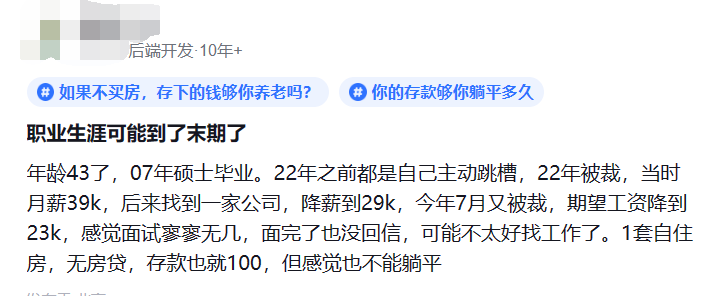 后端开发·10年+
# 如果不买房，存下的钱够你养老吗？ # 你的存款够你躺平多久
职业生涯可能到了末期了
年龄43了，07年硕士毕业。22年之前都是自己主动跳槽，22年被裁，当时
月薪39k，后来找到一家公司，降薪到29k，今年7月又被裁，期望工资降到
23k，感觉面试寥寥无几，面完了也没回信，可能不太好找工作了。1套自住
房，无房贷，存款也就100，但感觉也不能躺平